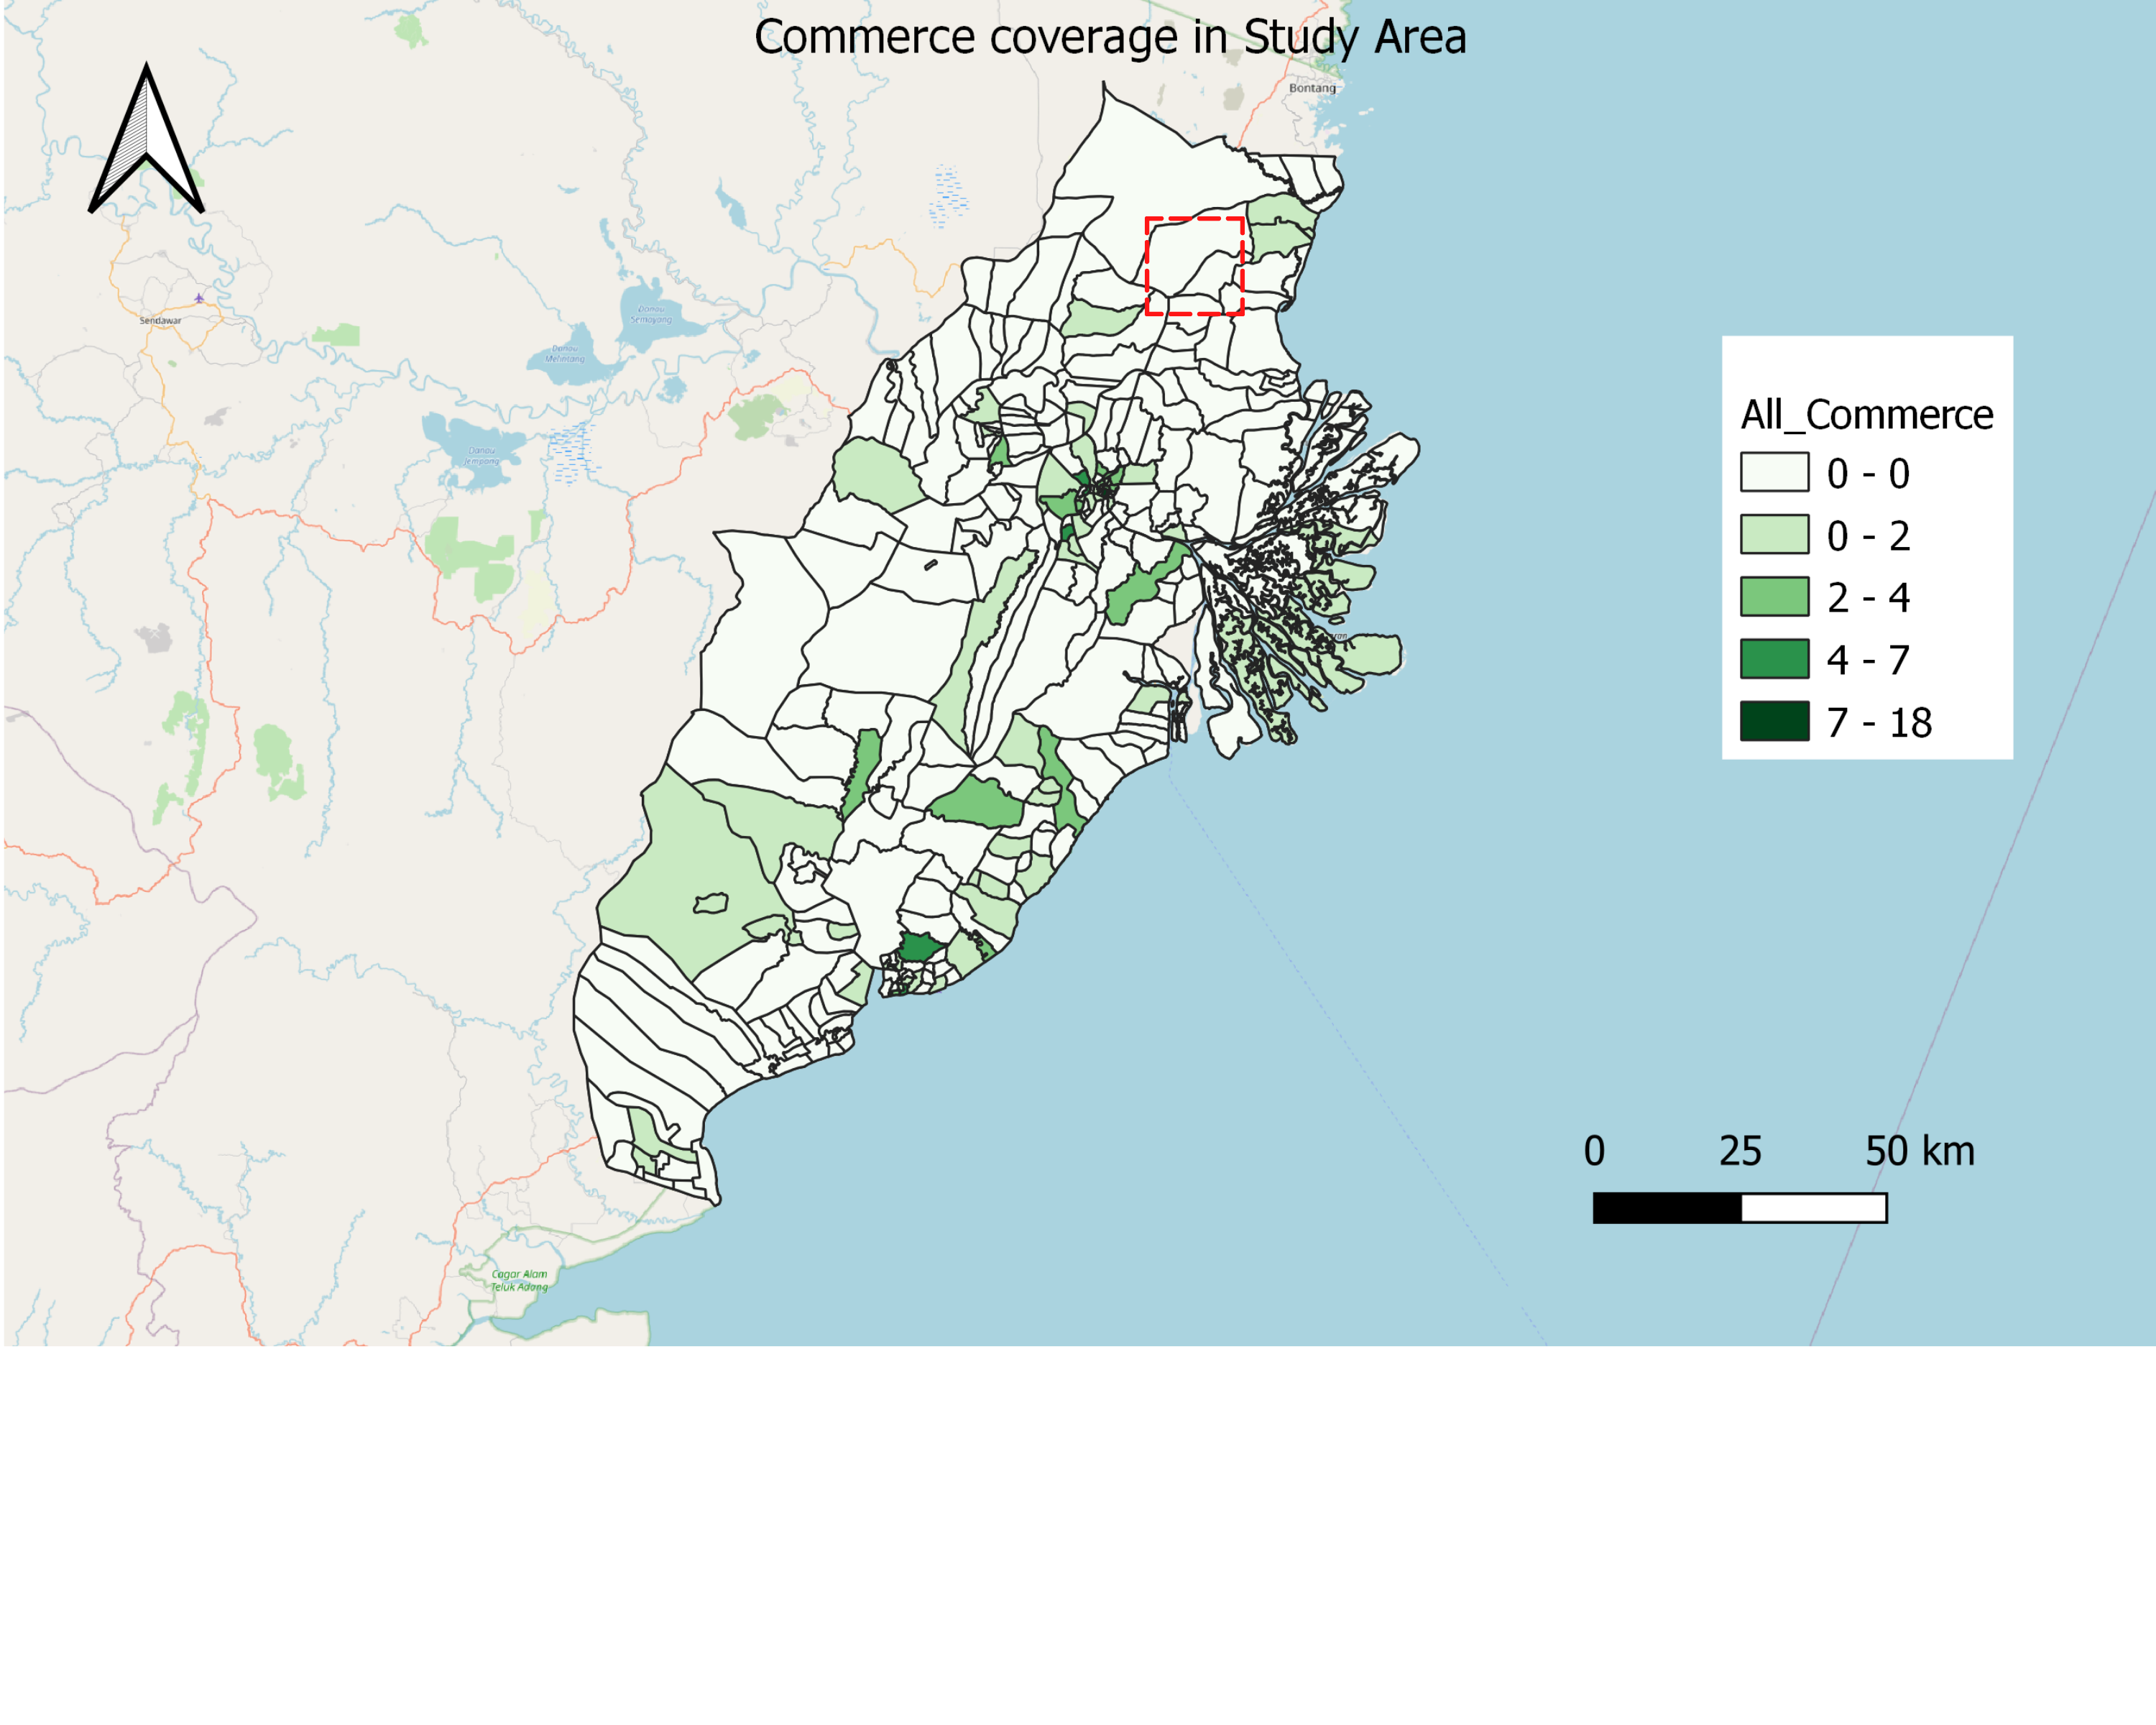 Commerce coverage in Study Area
Bontang
Sendawar
Danau
Semayang
Danau
Melintang
Danau
Jempang
All_Commerce
0 - 0
0 - 2
2 - 4
4 - 7
7 - 18
0 25 50 km
Cagar Alam
Teluk Adang